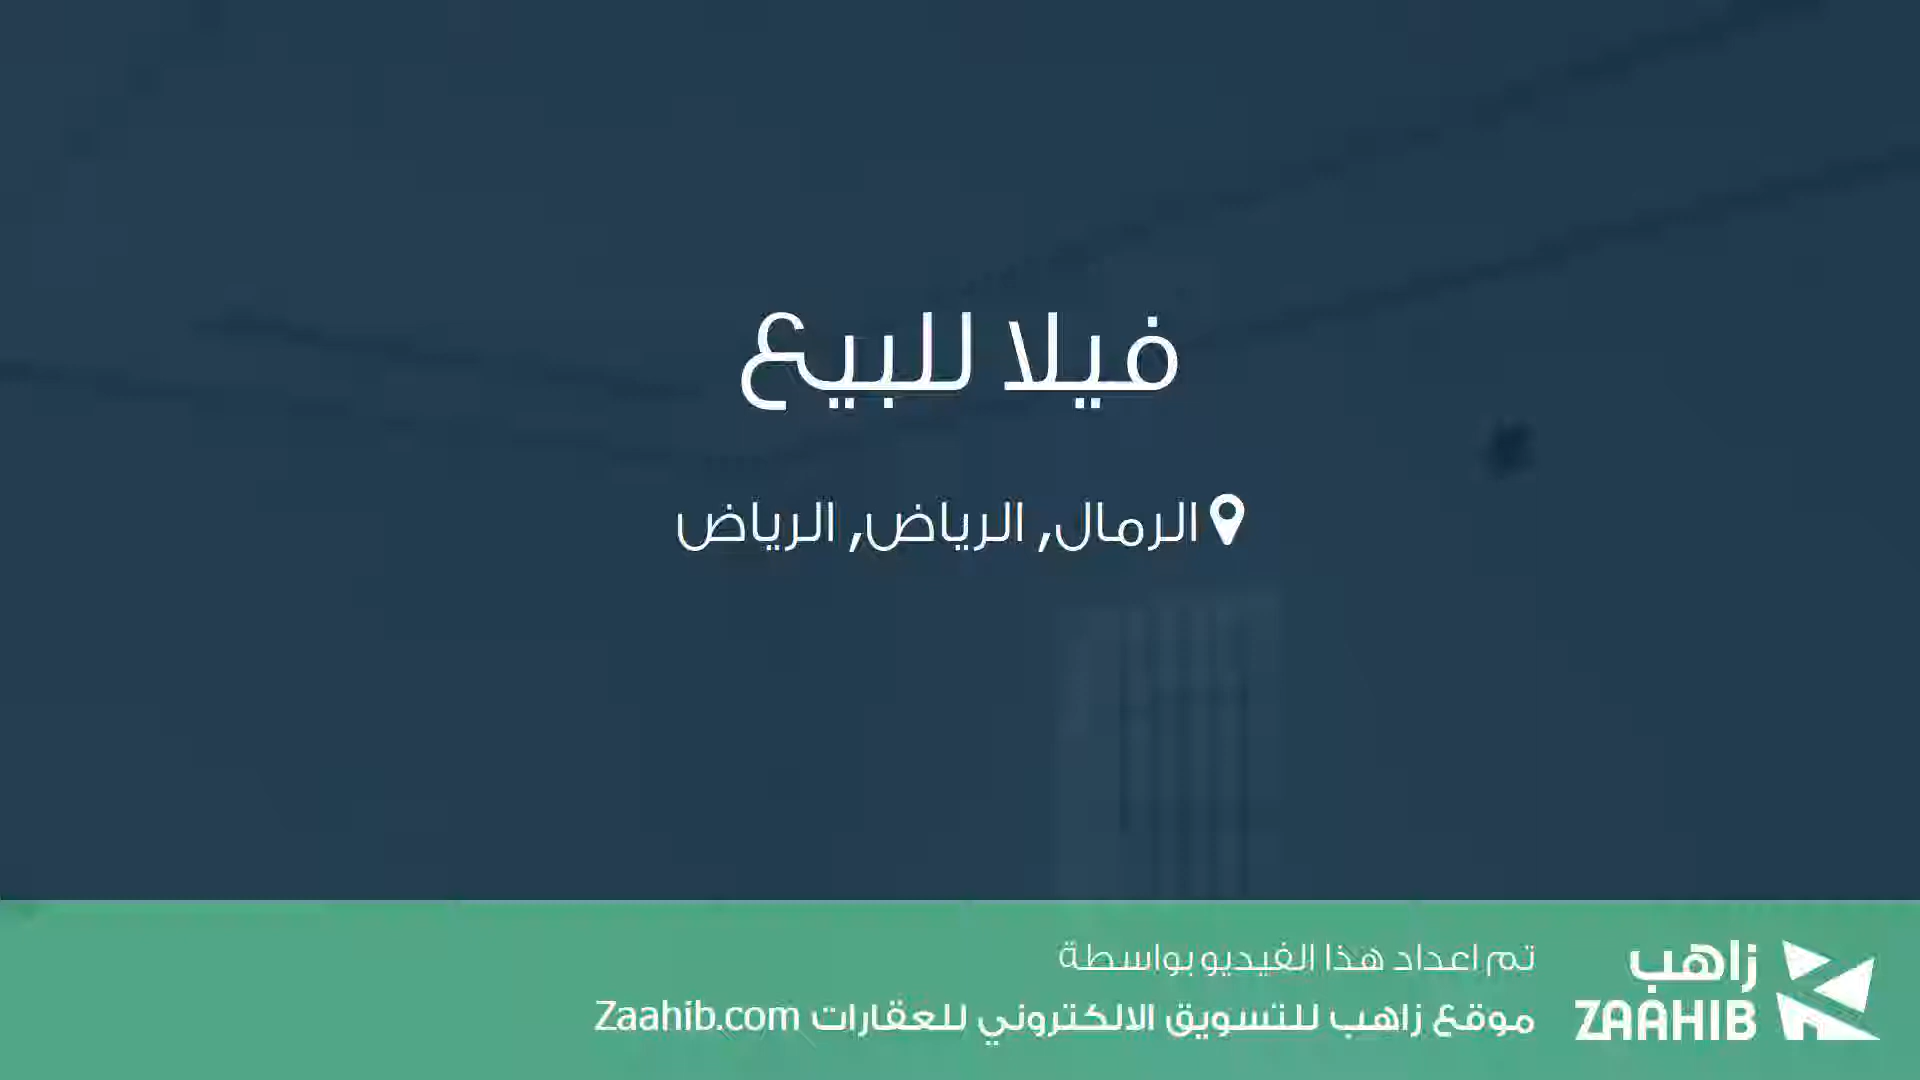 فيلا للبيع
الرمال, الرياض, الرياض
تم اعداد هذا الفيديو بواسطة
موقع زاهب للتسويق الالكتروني للعقارات Zaahib.com
زاهب
ZAAHIB